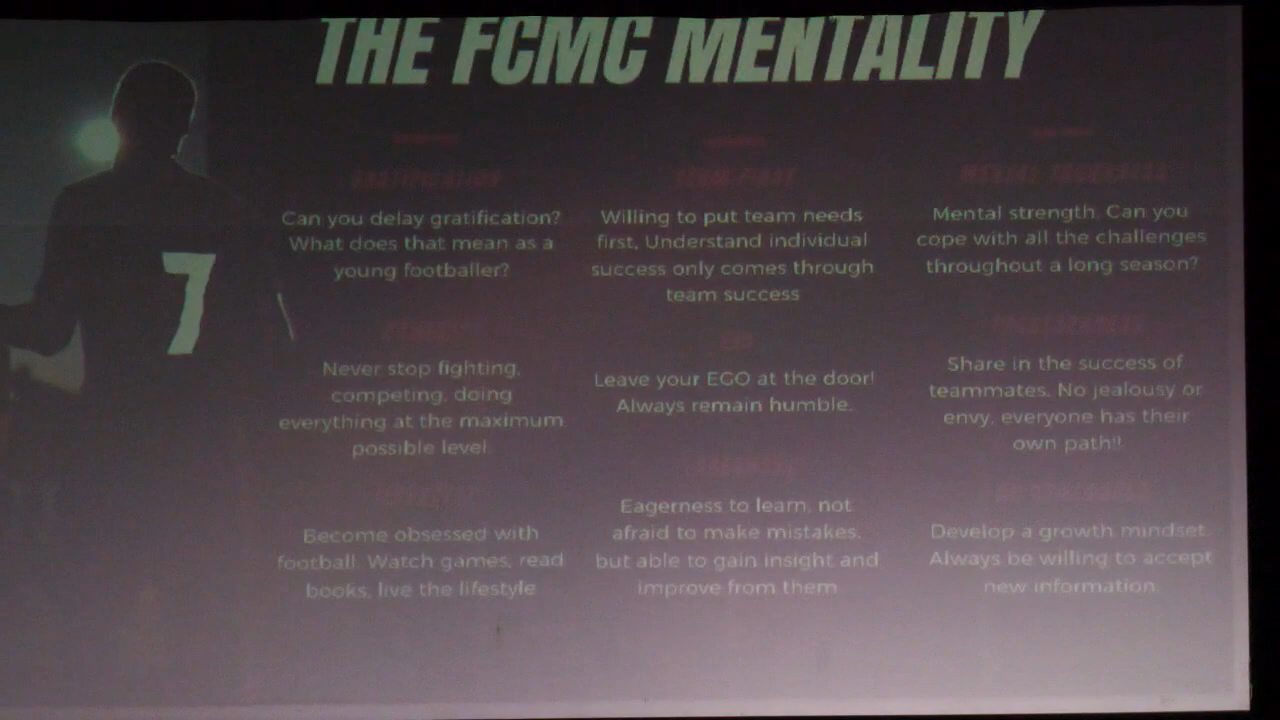 THE FCMC MENTALITY
7
GRATIFICATION
Can you delay gratification?
What does that mean as a
young footballer?
Willing to put team needs
first, Understand individual
success only comes through
team success
MENTAL TOUGHNESS
Mental strength. Can you
cope with all the challenges
throughout a long season?
Never stop fighting,
competing, doing
everything at the maximum
possible level.
EGO
Leave your EGO at the door!
Always remain humble.
Share in the success of
teammates. No jealousy or
envy, everyone has their
own path!!
Become obsessed with
football. Watch games, read
books, live the lifestyle
Eagerness to learn, not
afraid to make mistakes,
but able to gain insight and
improve from them
Develop a growth mindset.
Always be willing to accept
new information.